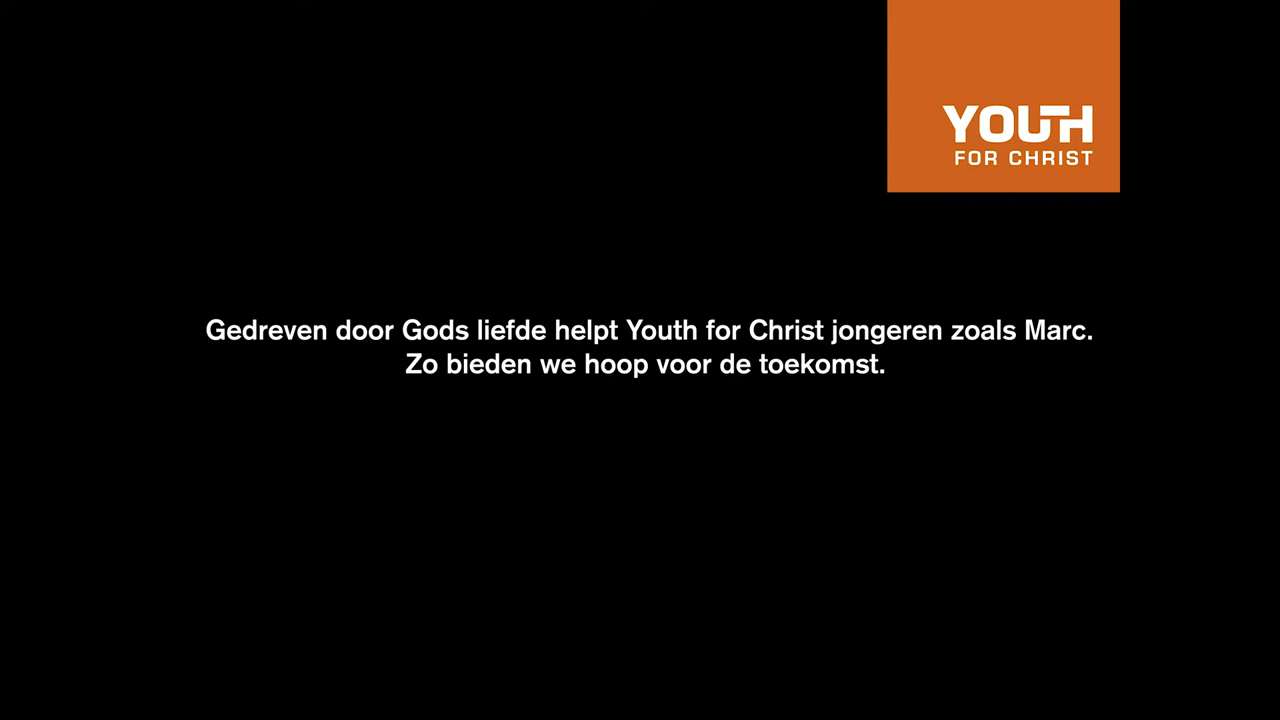 YOUTH
FOR CHRIST
Gedreven door Gods liefde helpt Youth for Christ jongeren zoals Marc.
Zo bieden we hoop voor de toekomst.